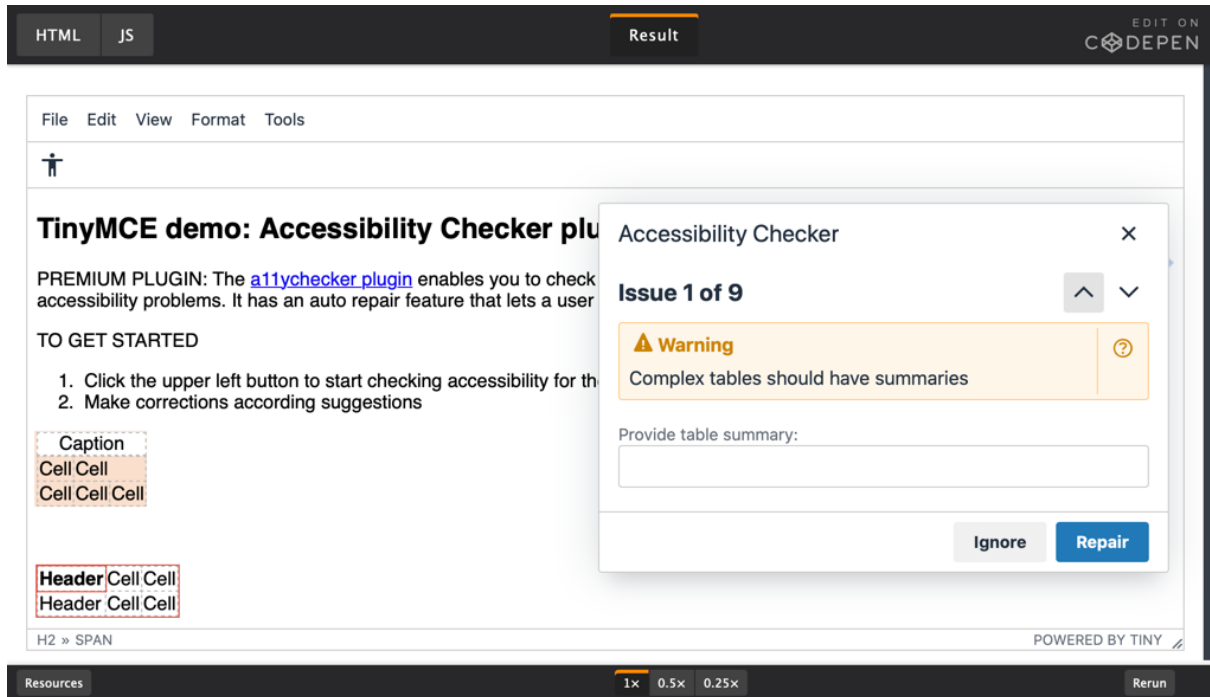 HTML JS Result EDIT ON
CODEPEN
File Edit View Format Tools
TinyMCE demo: Accessibility Checker plu
PREMIUM PLUGIN: The a11ychecker plugin enables you to check
accessibility problems. It has an auto repair feature that lets a user
TO GET STARTED
1. Click the upper left button to start checking accessibility for th
2. Make corrections according suggestions
Caption
Cell Cell
Cell Cell Cell
Header Cell Cell
Header Cell Cell
Accessibility Checker
Issue 1 of 9
Warning
Complex tables should have summaries
Provide table summary:
Ignore Repair
H2 » SPAN POWERED BY TINY
Resources 1× 0.5× 0.25× Rerun